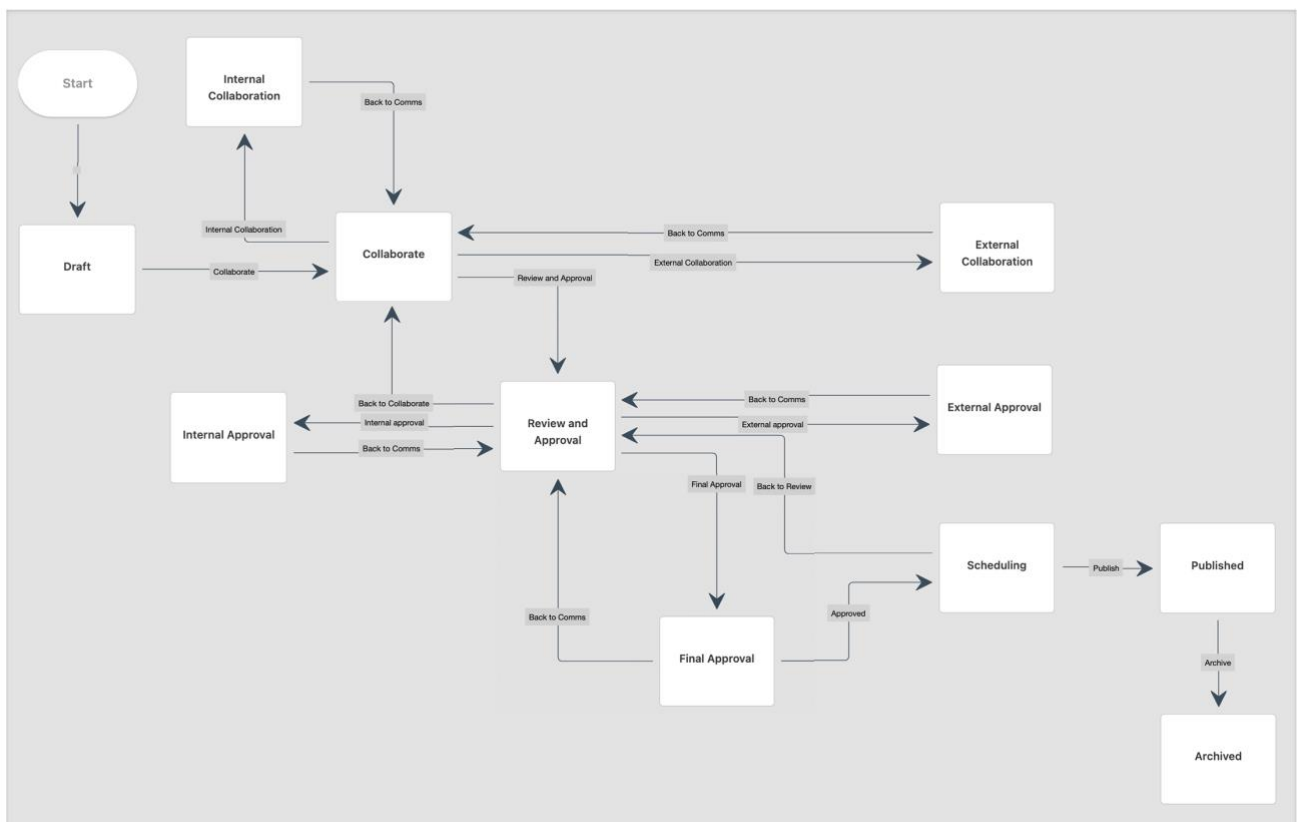 Start
Internal
Collaboration
Back to Comms
Internal Collaboration
Draft
Collaborate
Collaborate
Back to Comms
External Collaboration
External
Collaboration
Review and Approval
Back to Collaborate
Internal approval
Back to Comms
Internal Approval
Review and
Approval
Back to Comms
External approval
External Approval
Final Approval
Back to Review
Scheduling
Publish
Published
Back to Comms
Approved
Final Approval
Archive
Archived